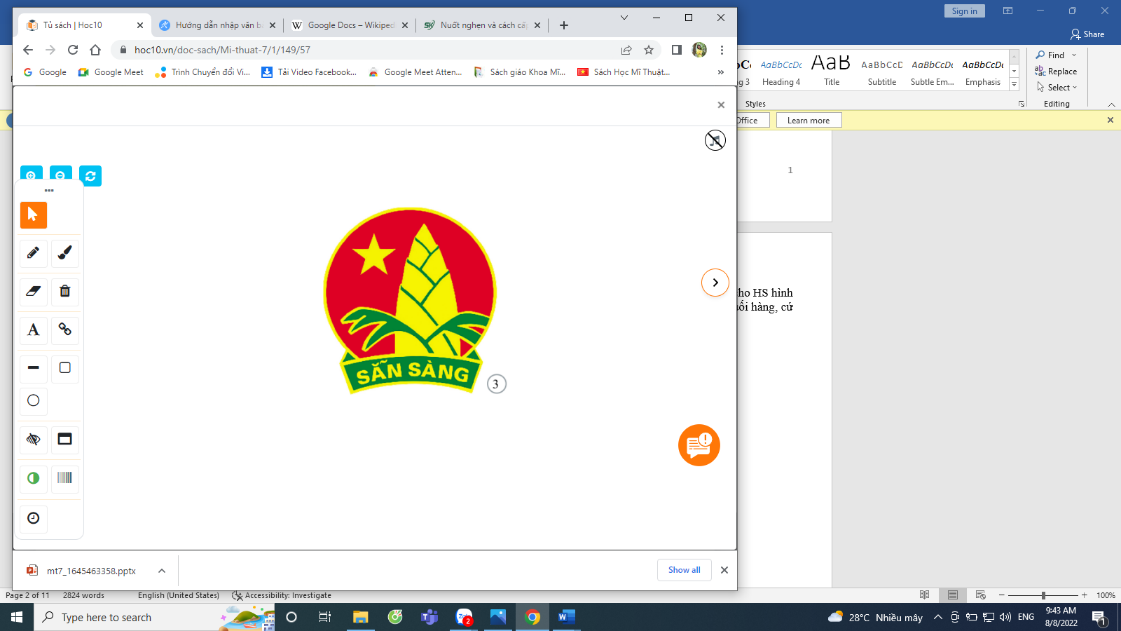 Tủ sách | Hoc10
Hướng dẫn nhập văn b
Google Docs – Wikiped
Nuốt nghẹn và cách cấp
Sign in
hoc10.vn/doc-sach/Mi-thuat-7/1/149/57
Share
Google
Google Meet
Trình Chuyển đổi Vi...
Tải Video Facebook...
Google Meet Atten...
Sách giáo Khoa Mĩ...
Sách Học Mĩ Thuật...
»
AaBbCcDc
AaB
AaBbCcD
AaBbCcDc
AaBbCcDc
g 3
Heading 4
Title
Subtitle
Subtle Em...
Emphasis
Find
Replace
Select
Styles
Editing
Office
Learn more
1
SẴN SÀNG
3
A
cho HS hình
hàng, cứ
mt7_1645463358.pptx
Show all
Page 2 of 11
2824 words
English (United States)
Accessibility: Investigate
100%
Type here to search
2
W
28°C Nhiều mây
ENG
9:43 AM
8/8/2022
1